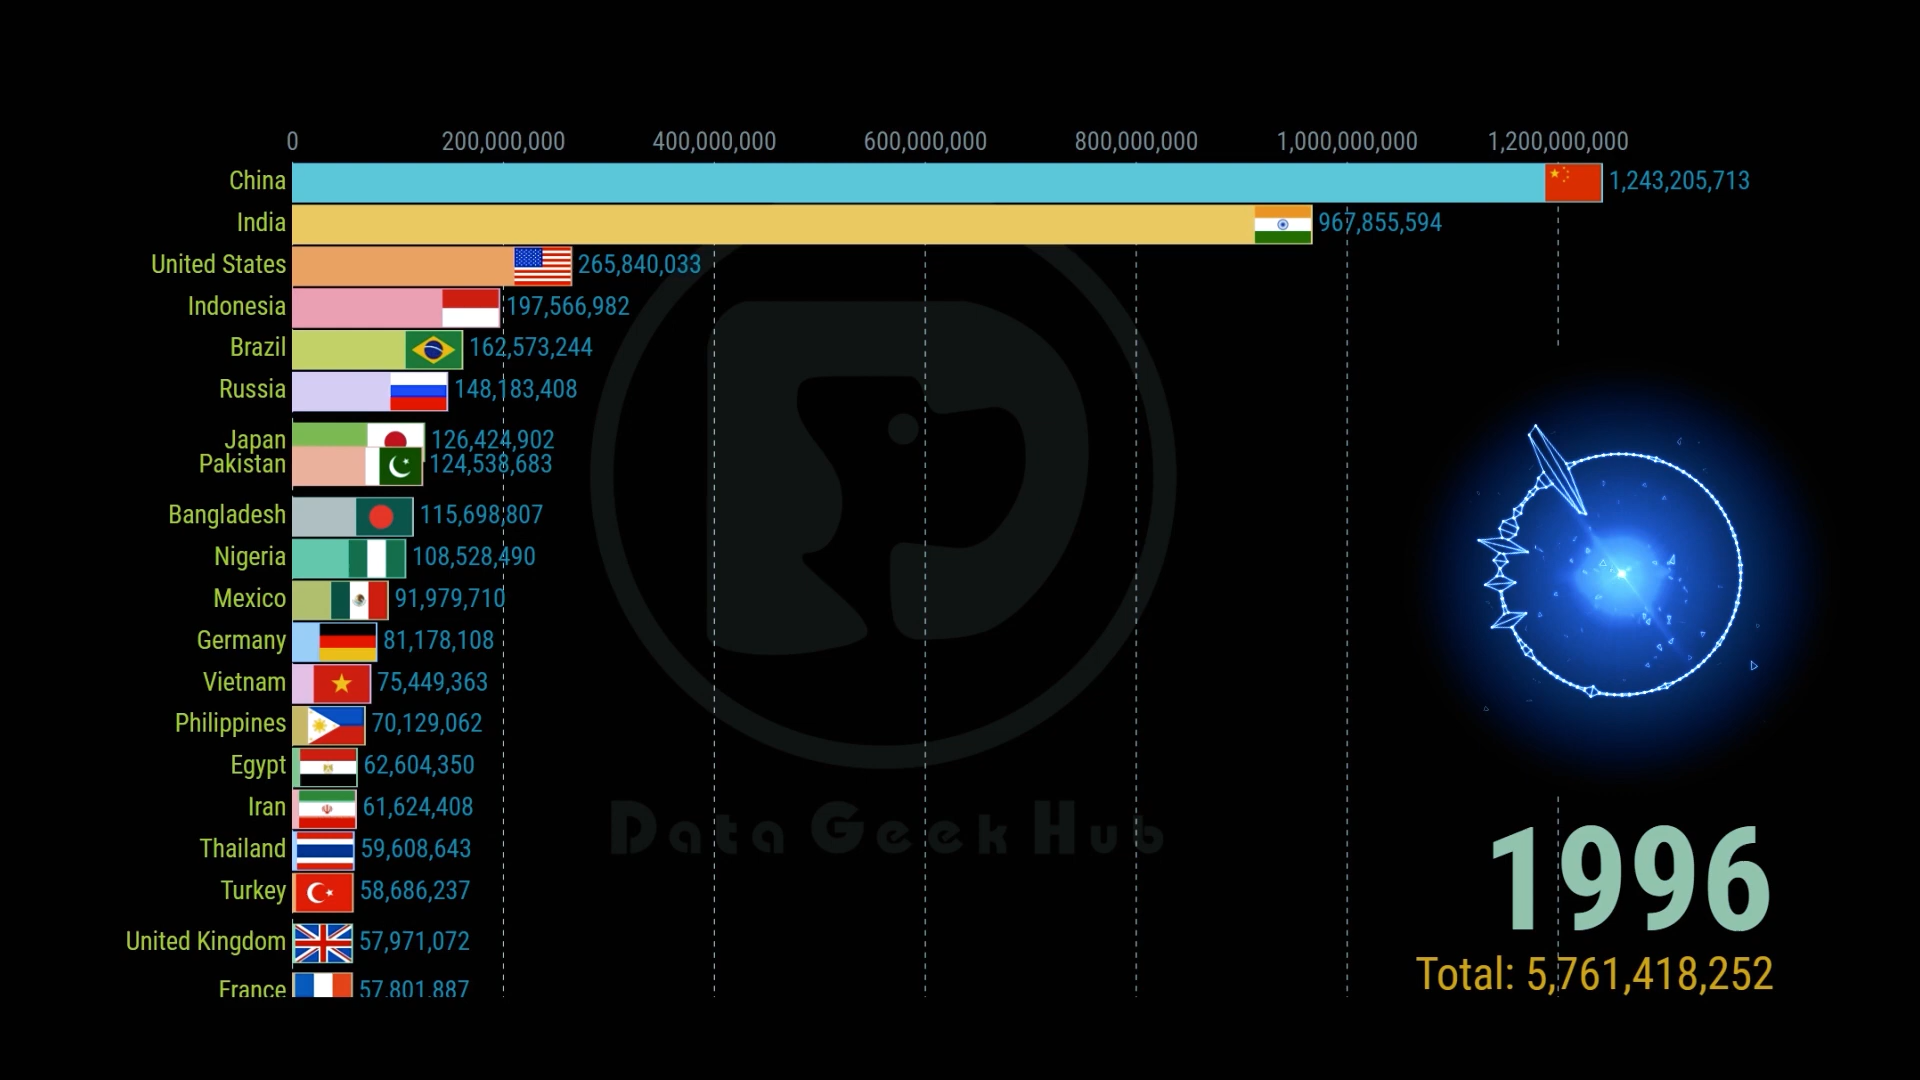 0 200,000,000 400,000,000 600,000,000 800,000,000 1,000,000,000 1,200,000,000
China 1,243,205,713
India 967,855,594
United States 265,840,033
Indonesia 197,566,982
Brazil 162,573,244
Russia 148,183,408
Japan 126,424,902
Pakistan 124,538,683
Bangladesh 115,698,807
Nigeria 108,528,490
Mexico 91,979,710
Germany 81,178,108
Vietnam 75,449,363
Philippines 70,129,062
Egypt 62,604,350
Iran 61,624,408
Thailand 59,608,643
Turkey 58,686,237
United Kingdom 57,971,072
France 57,801,887
Data Geek Hub
1996
Total: 5,761,418,252